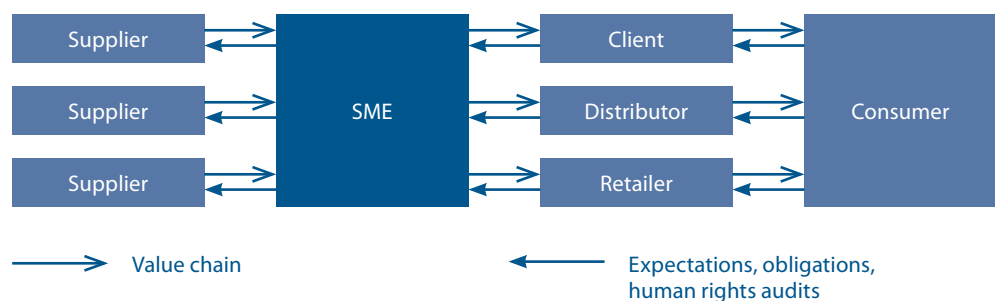 Supplier
Client
Supplier
SME
Distributor
Consumer
Supplier
Retailer
Value chain
Expectations, obligations,
human rights audits